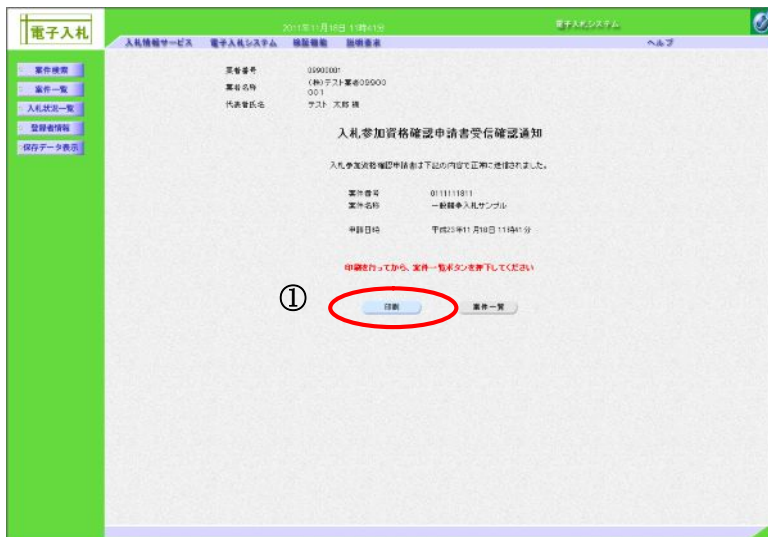 電子入札
2011年11月18日 11時41分
電子入札システム
入札情報サービス 電子入札システム 検証機能 説明要求 ヘルプ
案件検索
案件一覧
入札状況一覧
登録者情報
保存データ表示
業者番号 09900001
業者名称 (株)テスト業者09900
001
代表者氏名 テスト 太郎 様
入札参加資格確認申請書受信確認通知
入札参加資格確認申請書は下記の内容で正常に送信されました。
案件番号 0111111811
案件名称 一般競争入札サンプル
申請日時 平成23年11月18日 11時41分
印刷を行ってから、案件一覧ボタンを押下してください
①
印刷 案件一覧